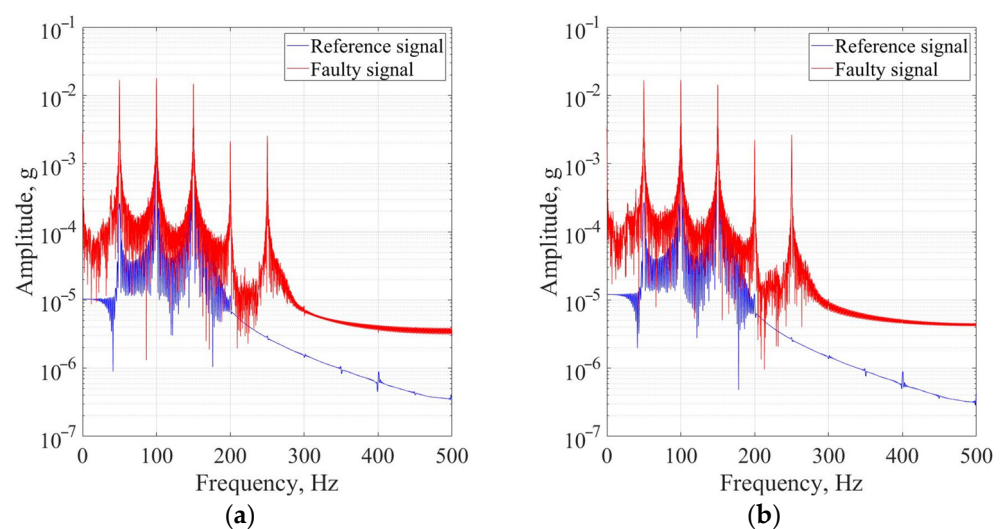 10⁻¹
10⁻²
10⁻³
10⁻⁴
10⁻⁵
10⁻⁶
10⁻⁷
Amplitude, g
Reference signal
Faulty signal
0 100 200 300 400 500
Frequency, Hz
(a)
10⁻¹
10⁻²
10⁻³
10⁻⁴
10⁻⁵
10⁻⁶
10⁻⁷
Amplitude, g
Reference signal
Faulty signal
0 100 200 300 400 500
Frequency, Hz
(b)